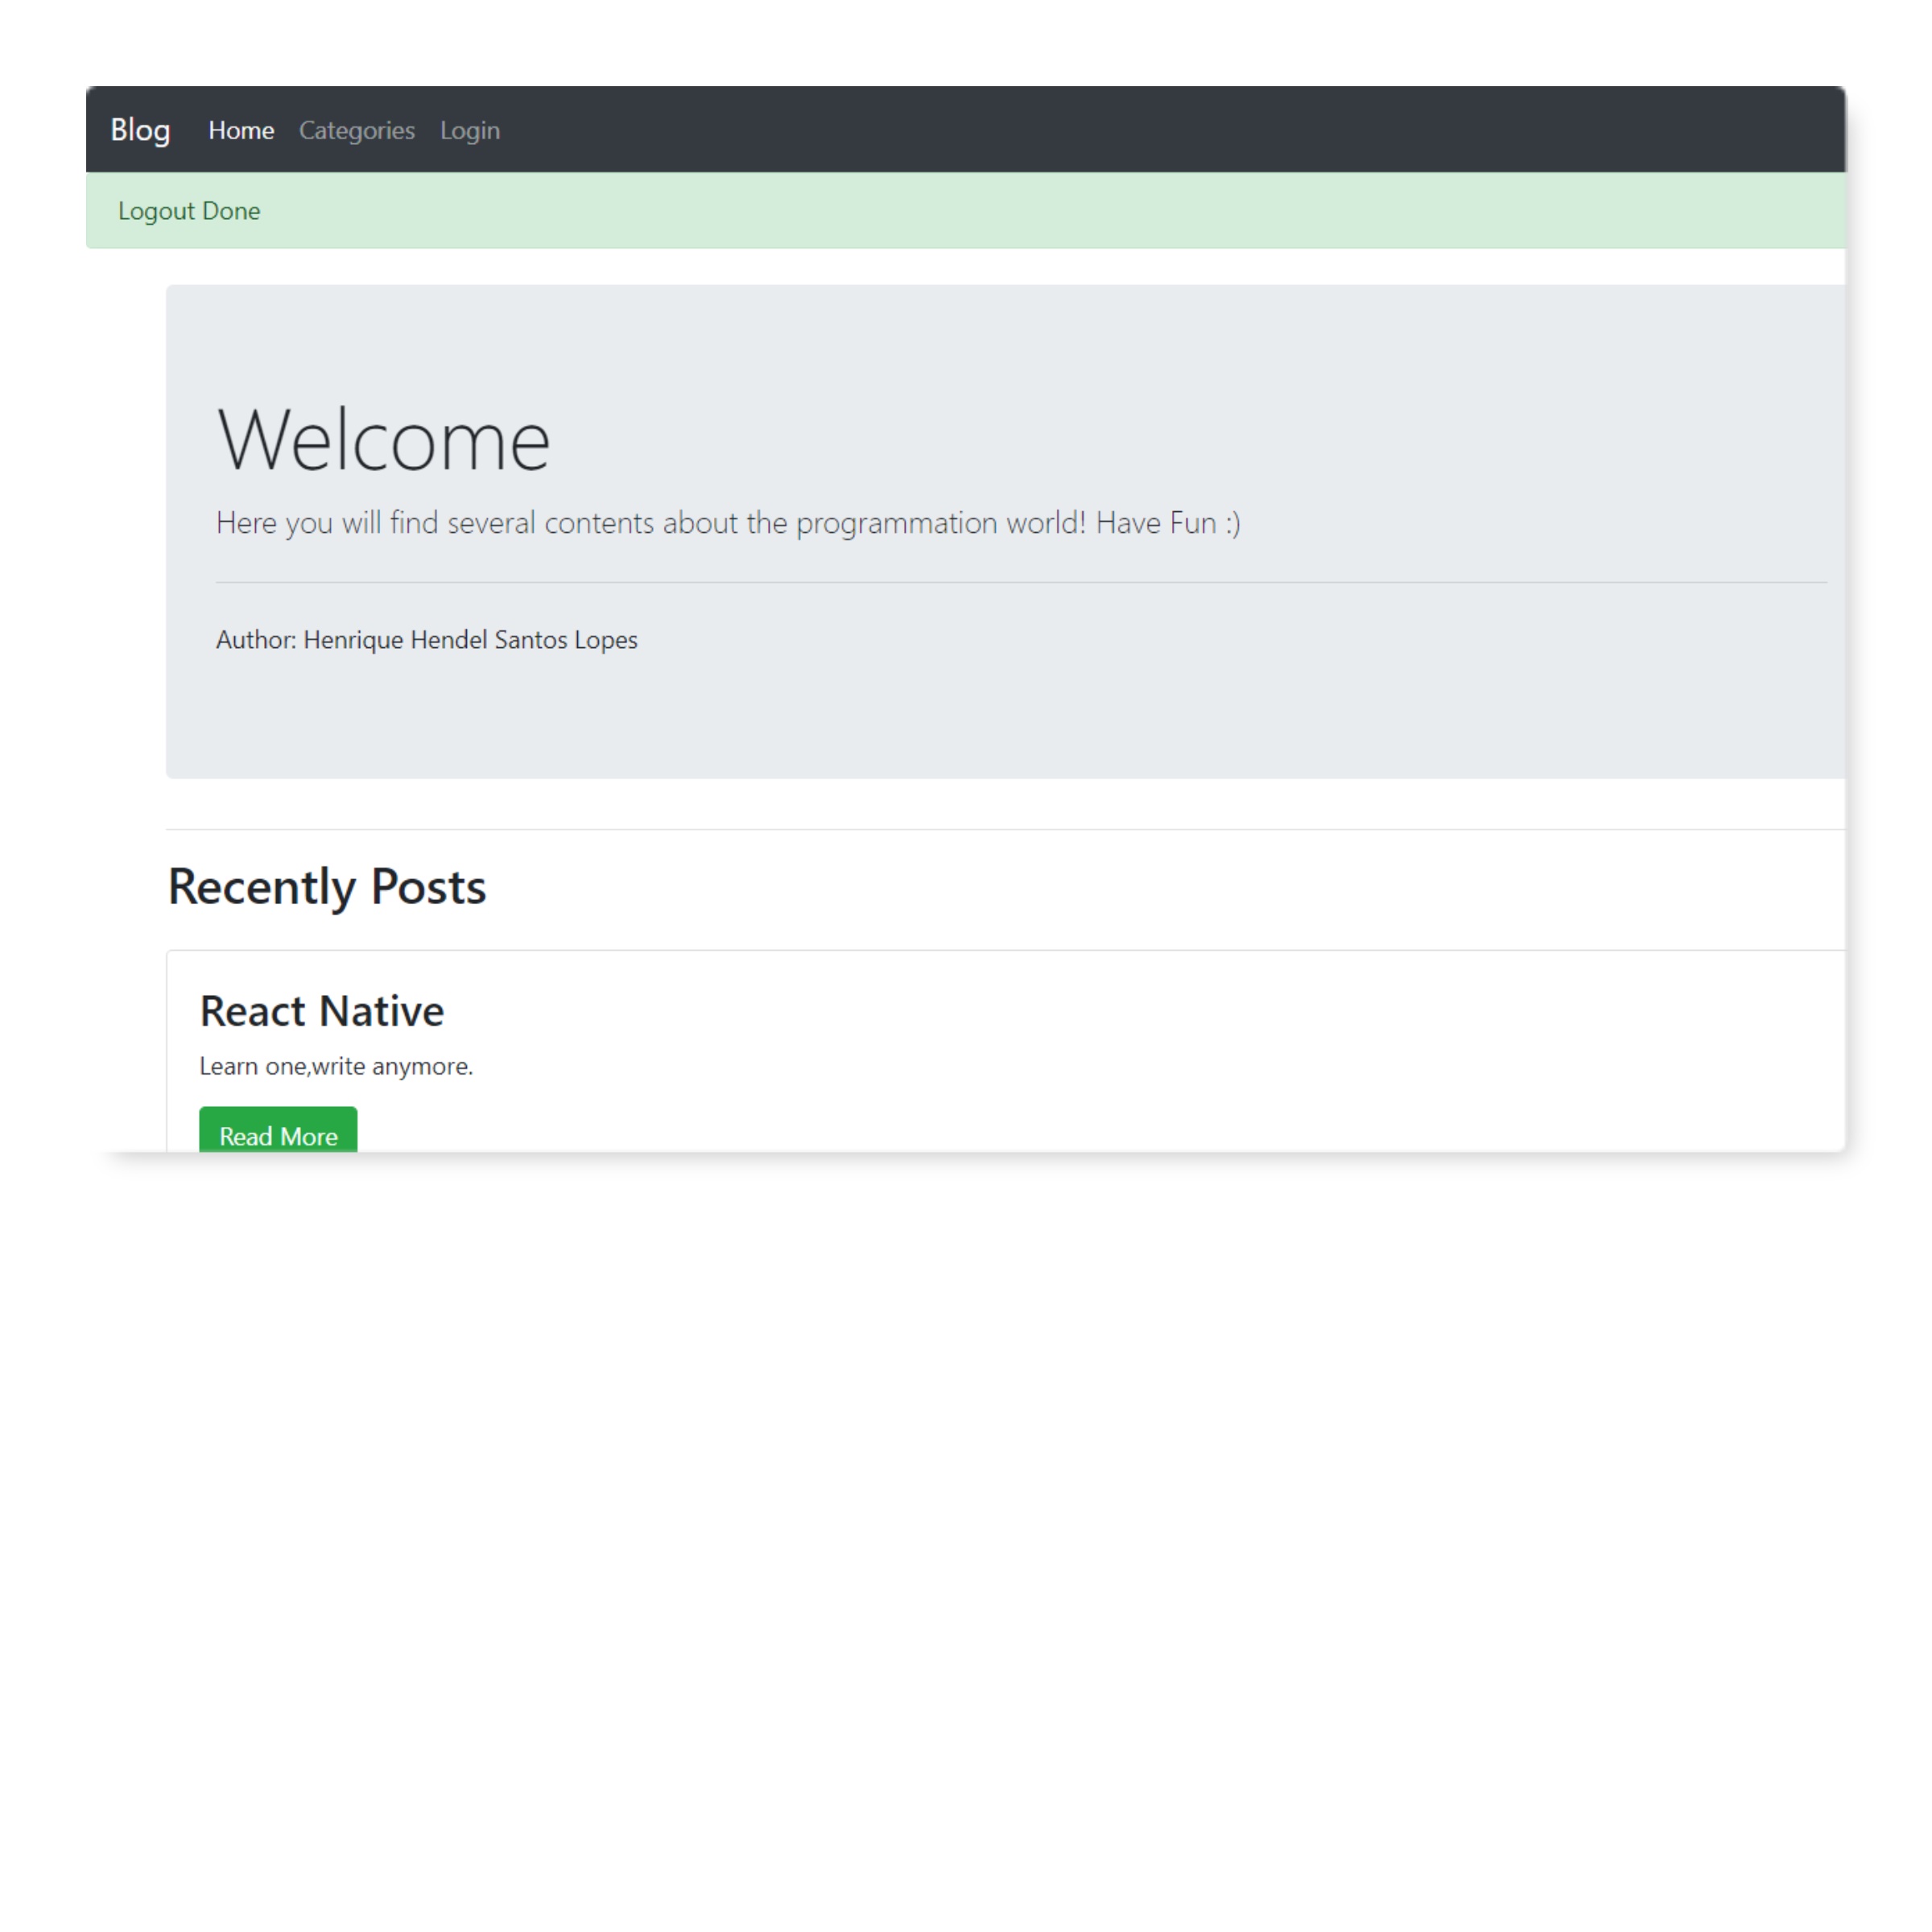 Blog Home Categories Login
Logout Done
Welcome
Here you will find several contents about the programmation world! Have Fun :)
Author: Henrique Hendel Santos Lopes
Recently Posts
React Native
Learn one,write anymore.
Read More